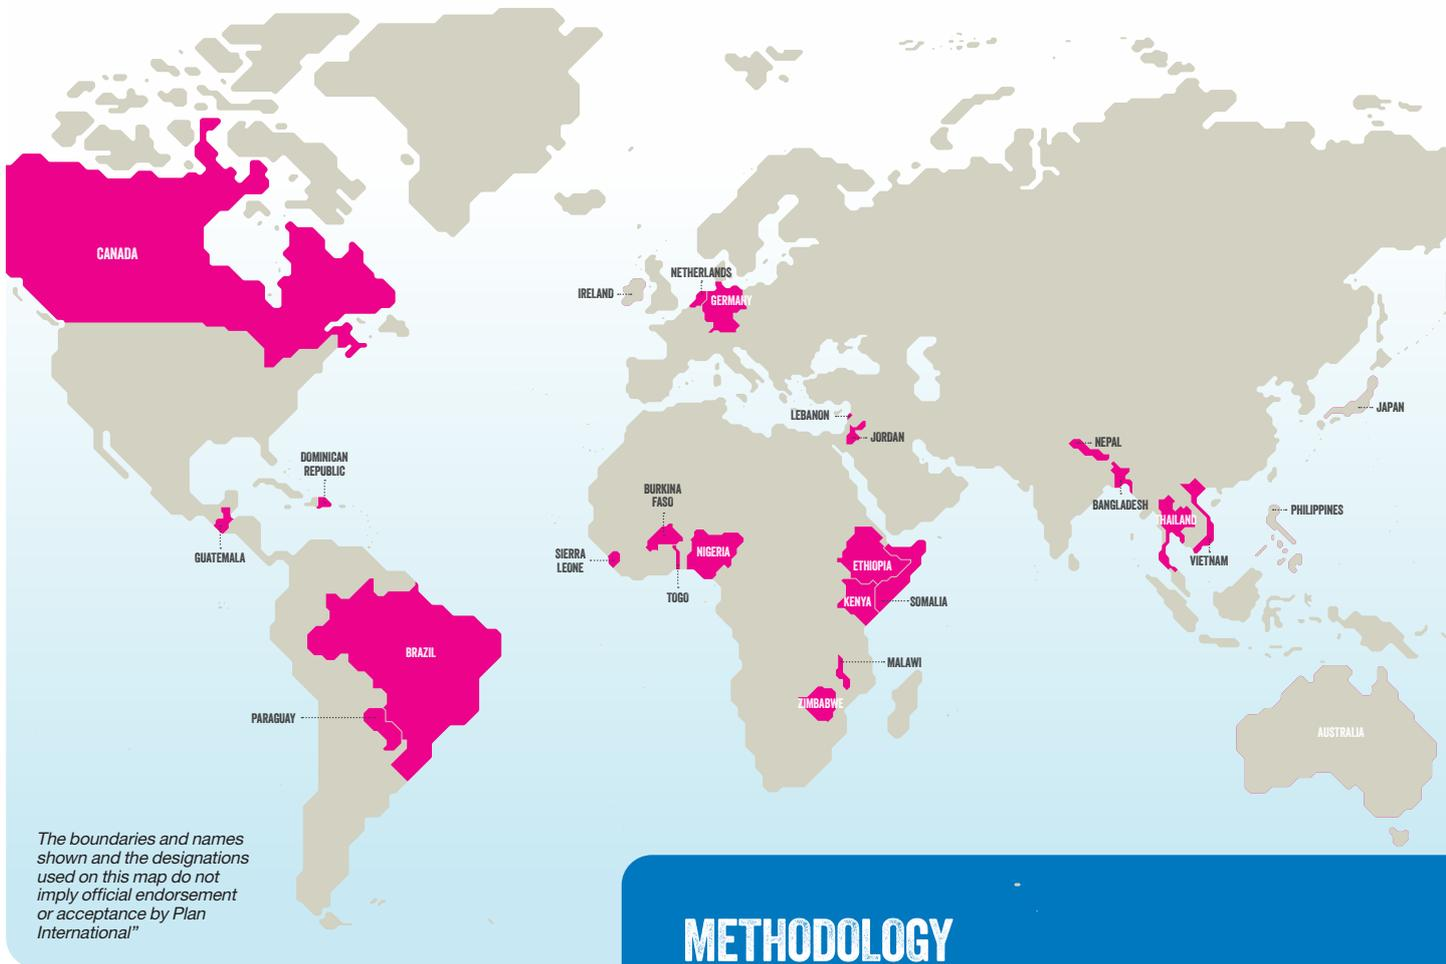 CANADA
NETHERLANDS
IRELAND
GERMANY
LEBANON
JORDAN
JAPAN
NEPAL
BANGLADESH
DOMINICAN
REPUBLIC
BURKINA
FASO
PHILIPPINES
THAILAND
GUATEMALA
SIERRA
LEONE
NIGERIA
VIETNAM
ETHIOPIA
TOGO
KENYA
SOMALIA
BRAZIL
MALAWI
ZIMBABWE
PARAGUAY
AUSTRALIA
The boundaries and names
shown and the designations
used on this map do not
imply official endorsement
or acceptance by Plan
International”
METHODOLOGY